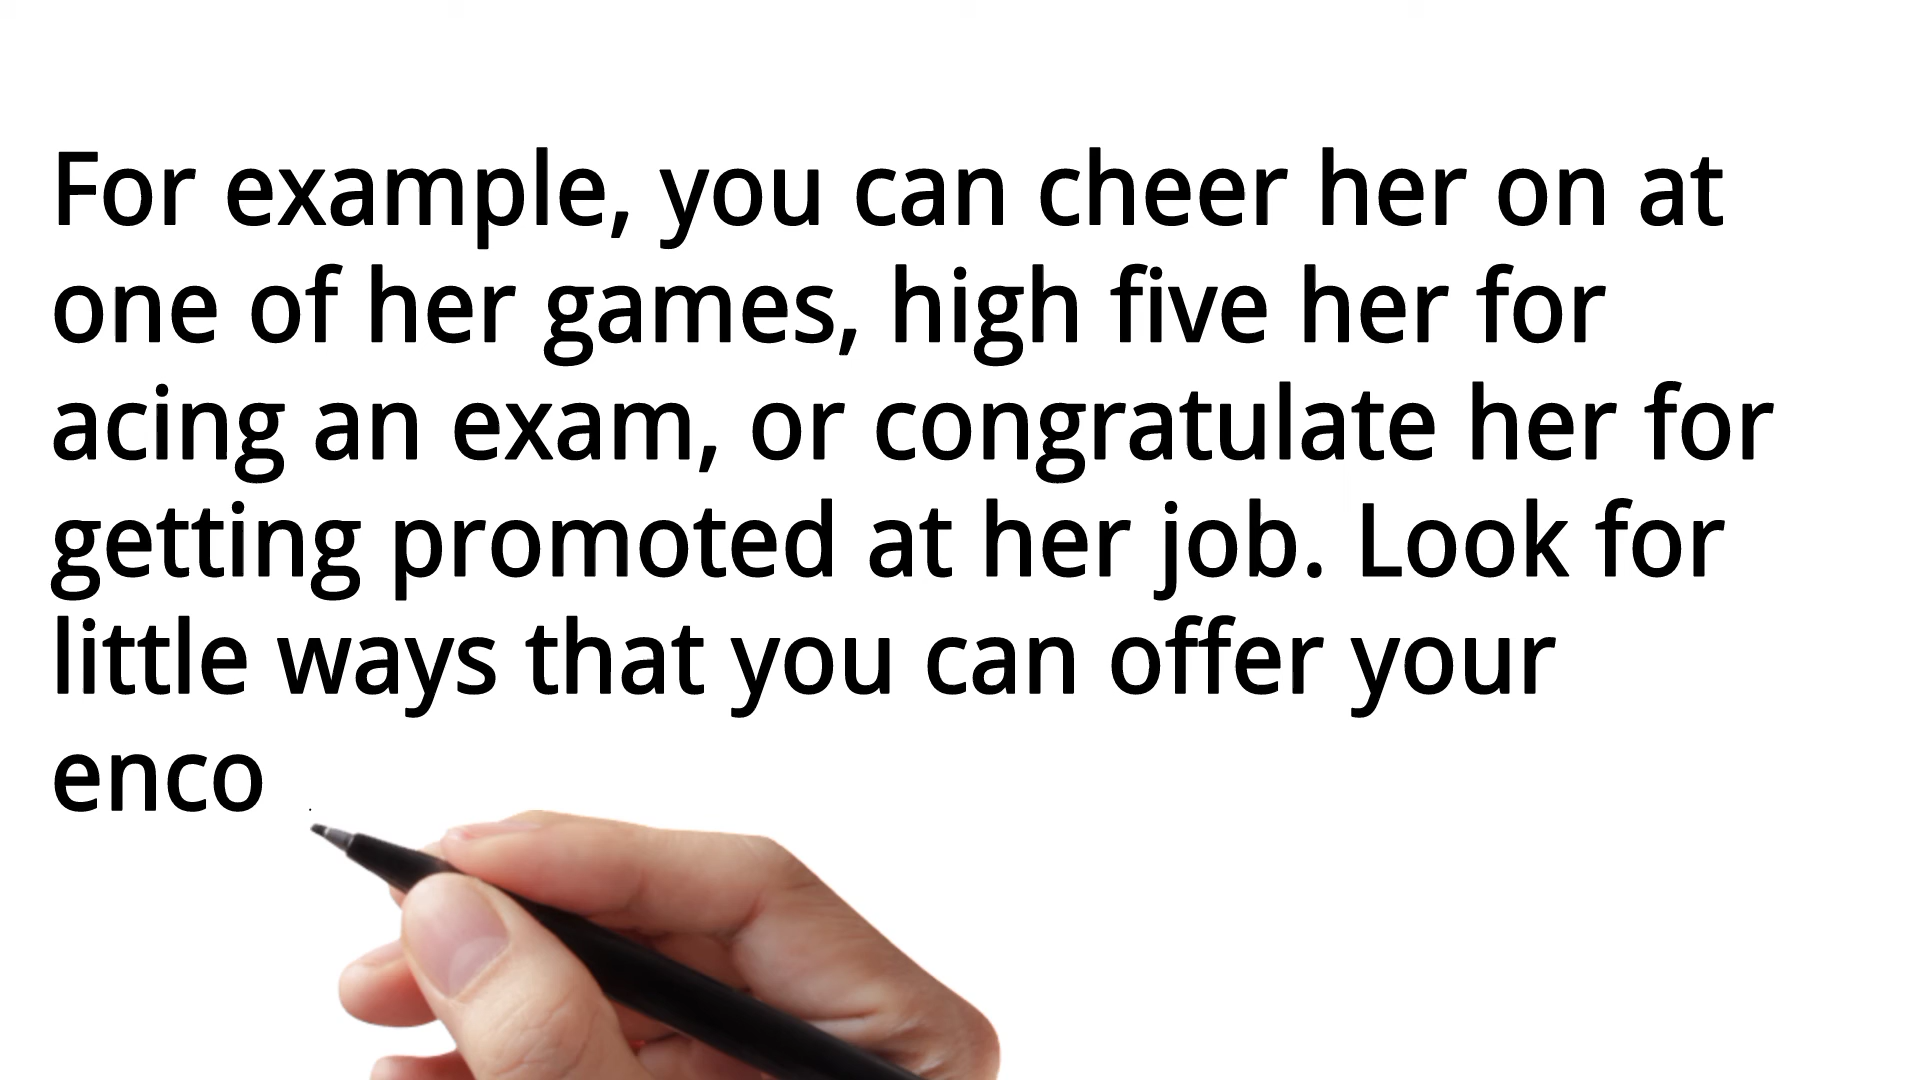 For example, you can cheer her on at
one of her games, high five her for
acing an exam, or congratulate her for
getting promoted at her job. Look for
little ways that you can offer your
enco